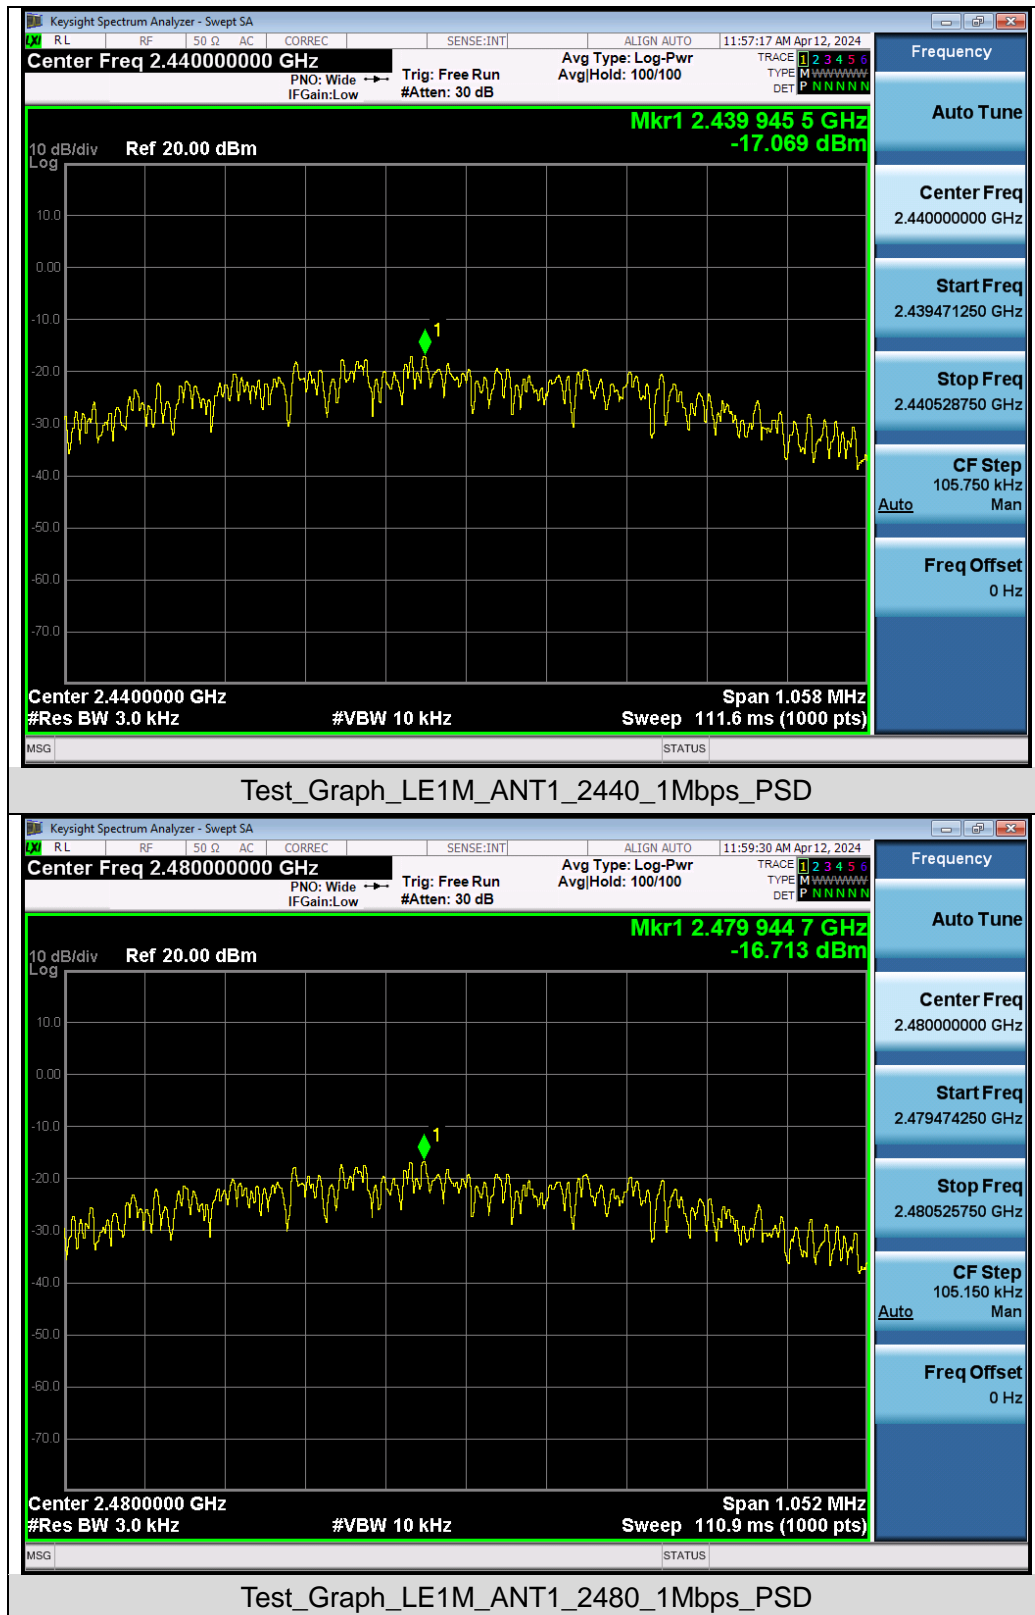 Keysight Spectrum Analyzer - Swept SA
LXI RL RF 50 Ω AC CORREC SENSE:INT ALIGN AUTO 11:57:17 AM Apr 12, 2024
Center Freq 2.440000000 GHz
PNO: Wide
IFGain:Low
Trig: Free Run
#Atten: 30 dB
Avg Type: Log-Pwr
Avg|Hold: 100/100
TRACE 1 2 3 4 5 6
TYPE M WWWWW
DET P N N N N N
Frequency
Auto Tune
Center Freq
2.440000000 GHz
Start Freq
2.439471250 GHz
Stop Freq
2.440528750 GHz
CF Step
105.750 kHz
Auto Man
Freq Offset
0 Hz
Mkr1 2.439 945 5 GHz
-17.069 dBm
10 dB/div Ref 20.00 dBm
Log
10.0
0.00
-10.0
1
-20.0
-30.0
-40.0
-50.0
-60.0
-70.0
Center 2.4400000 GHz Span 1.058 MHz
#Res BW 3.0 kHz #VBW 10 kHz Sweep 111.6 ms (1000 pts)
MSG STATUS
Test_Graph_LE1M_ANT1_2440_1Mbps_PSD
Keysight Spectrum Analyzer - Swept SA
LXI RL RF 50 Ω AC CORREC SENSE:INT ALIGN AUTO 11:59:30 AM Apr 12, 2024
Center Freq 2.480000000 GHz
PNO: Wide
IFGain:Low
Trig: Free Run
#Atten: 30 dB
Avg Type: Log-Pwr
Avg|Hold: 100/100
TRACE 1 2 3 4 5 6
TYPE M WWWWW
DET P N N N N N
Frequency
Auto Tune
Center Freq
2.480000000 GHz
Start Freq
2.479474250 GHz
Stop Freq
2.480525750 GHz
CF Step
105.150 kHz
Auto Man
Freq Offset
0 Hz
Mkr1 2.479 944 7 GHz
-16.713 dBm
10 dB/div Ref 20.00 dBm
Log
10.0
0.00
-10.0
1
-20.0
-30.0
-40.0
-50.0
-60.0
-70.0
Center 2.4800000 GHz Span 1.052 MHz
#Res BW 3.0 kHz #VBW 10 kHz Sweep 110.9 ms (1000 pts)
MSG STATUS
Test_Graph_LE1M_ANT1_2480_1Mbps_PSD